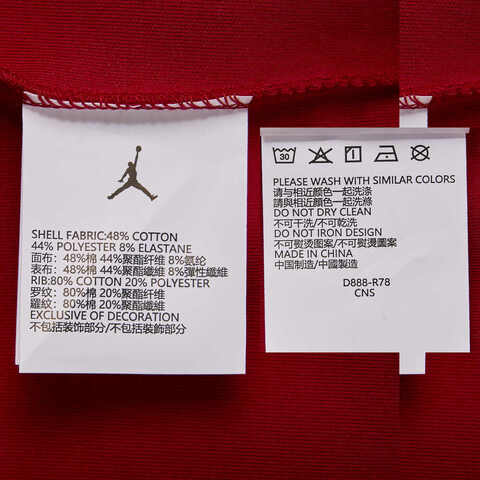 SHELL FABRIC:48% COTTON
44% POLYESTER 8% ELASTANE
面布：48%棉 44%聚酯纤维 8%氨纶
表布：48%棉 44%聚酯纖維 8%彈性纖維
RIB:80% COTTON 20% POLYESTER
罗纹：80%棉 20%聚酯纤维
羅紋：80%棉 20%聚酯纖維
EXCLUSIVE OF DECORATION
不包括装饰部分/不包括裝飾部分
30
PLEASE WASH WITH SIMILAR COLORS
请与相近颜色一起洗涤
請與相近顏色一起洗滌
DO NOT DRY CLEAN
不可干洗/不可乾洗
DO NOT IRON DESIGN
不可熨烫图案/不可熨燙圖案
MADE IN CHINA
中国制造/中國製造
D888-R78
CNS